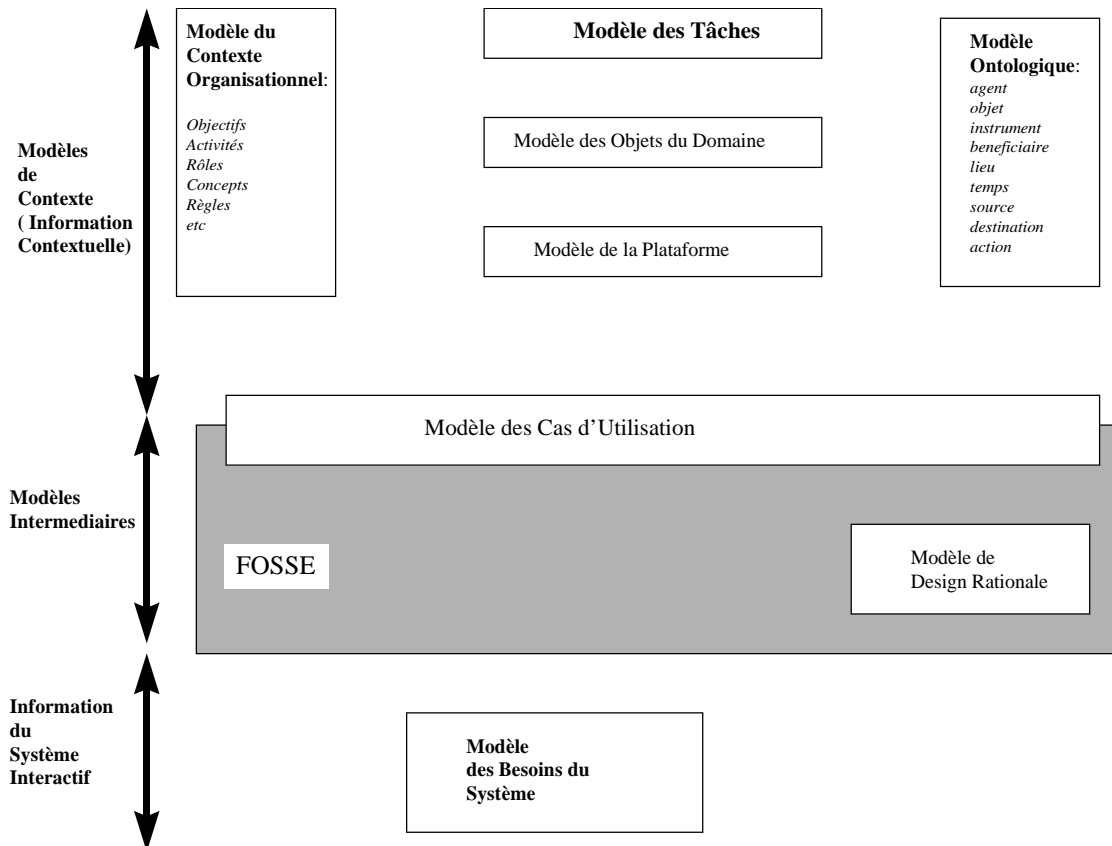 Modèle du
Contexte
Organisationnel:
Objectifs
Activités
Rôles
Concepts
Règles
etc
Modèle des Tâches
Modèle des Objets du Domaine
Modèle de la Plataforme
Modèle
Ontologique:
agent
objet
instrument
beneficiaire
lieu
temps
source
destination
action
Modèles
de
Contexte
( Information
Contextuelle)
Modèle des Cas d'Utilisation
Modèles
Intermediaires
FOSSE
Modèle de
Design Rationale
Information
du
Système
Interactif
Modèle
des Besoins du
Système